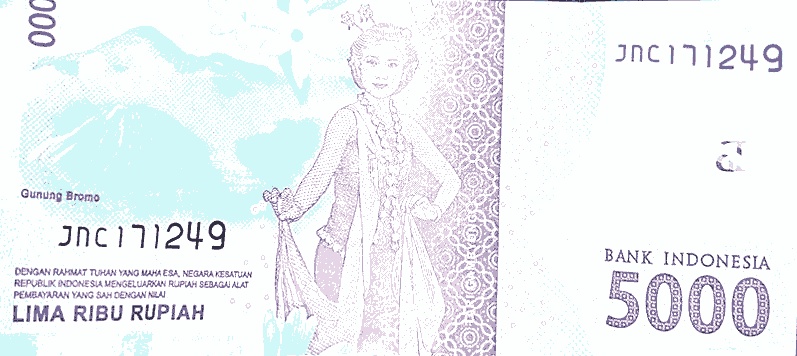 000
JNC171249
Gunung Bromo
JNC171249
DENGAN RAHMAT TUHAN YANG MAHA ESA, NEGARA KESATUAN
REPUBLIK INDONESIA MENGELUARKAN RUPIAH SEBAGAI ALAT
PEMBAYARAN YANG SAH DENGAN NILAI
LIMA RIBU RUPIAH
BANK INDONESIA
5000